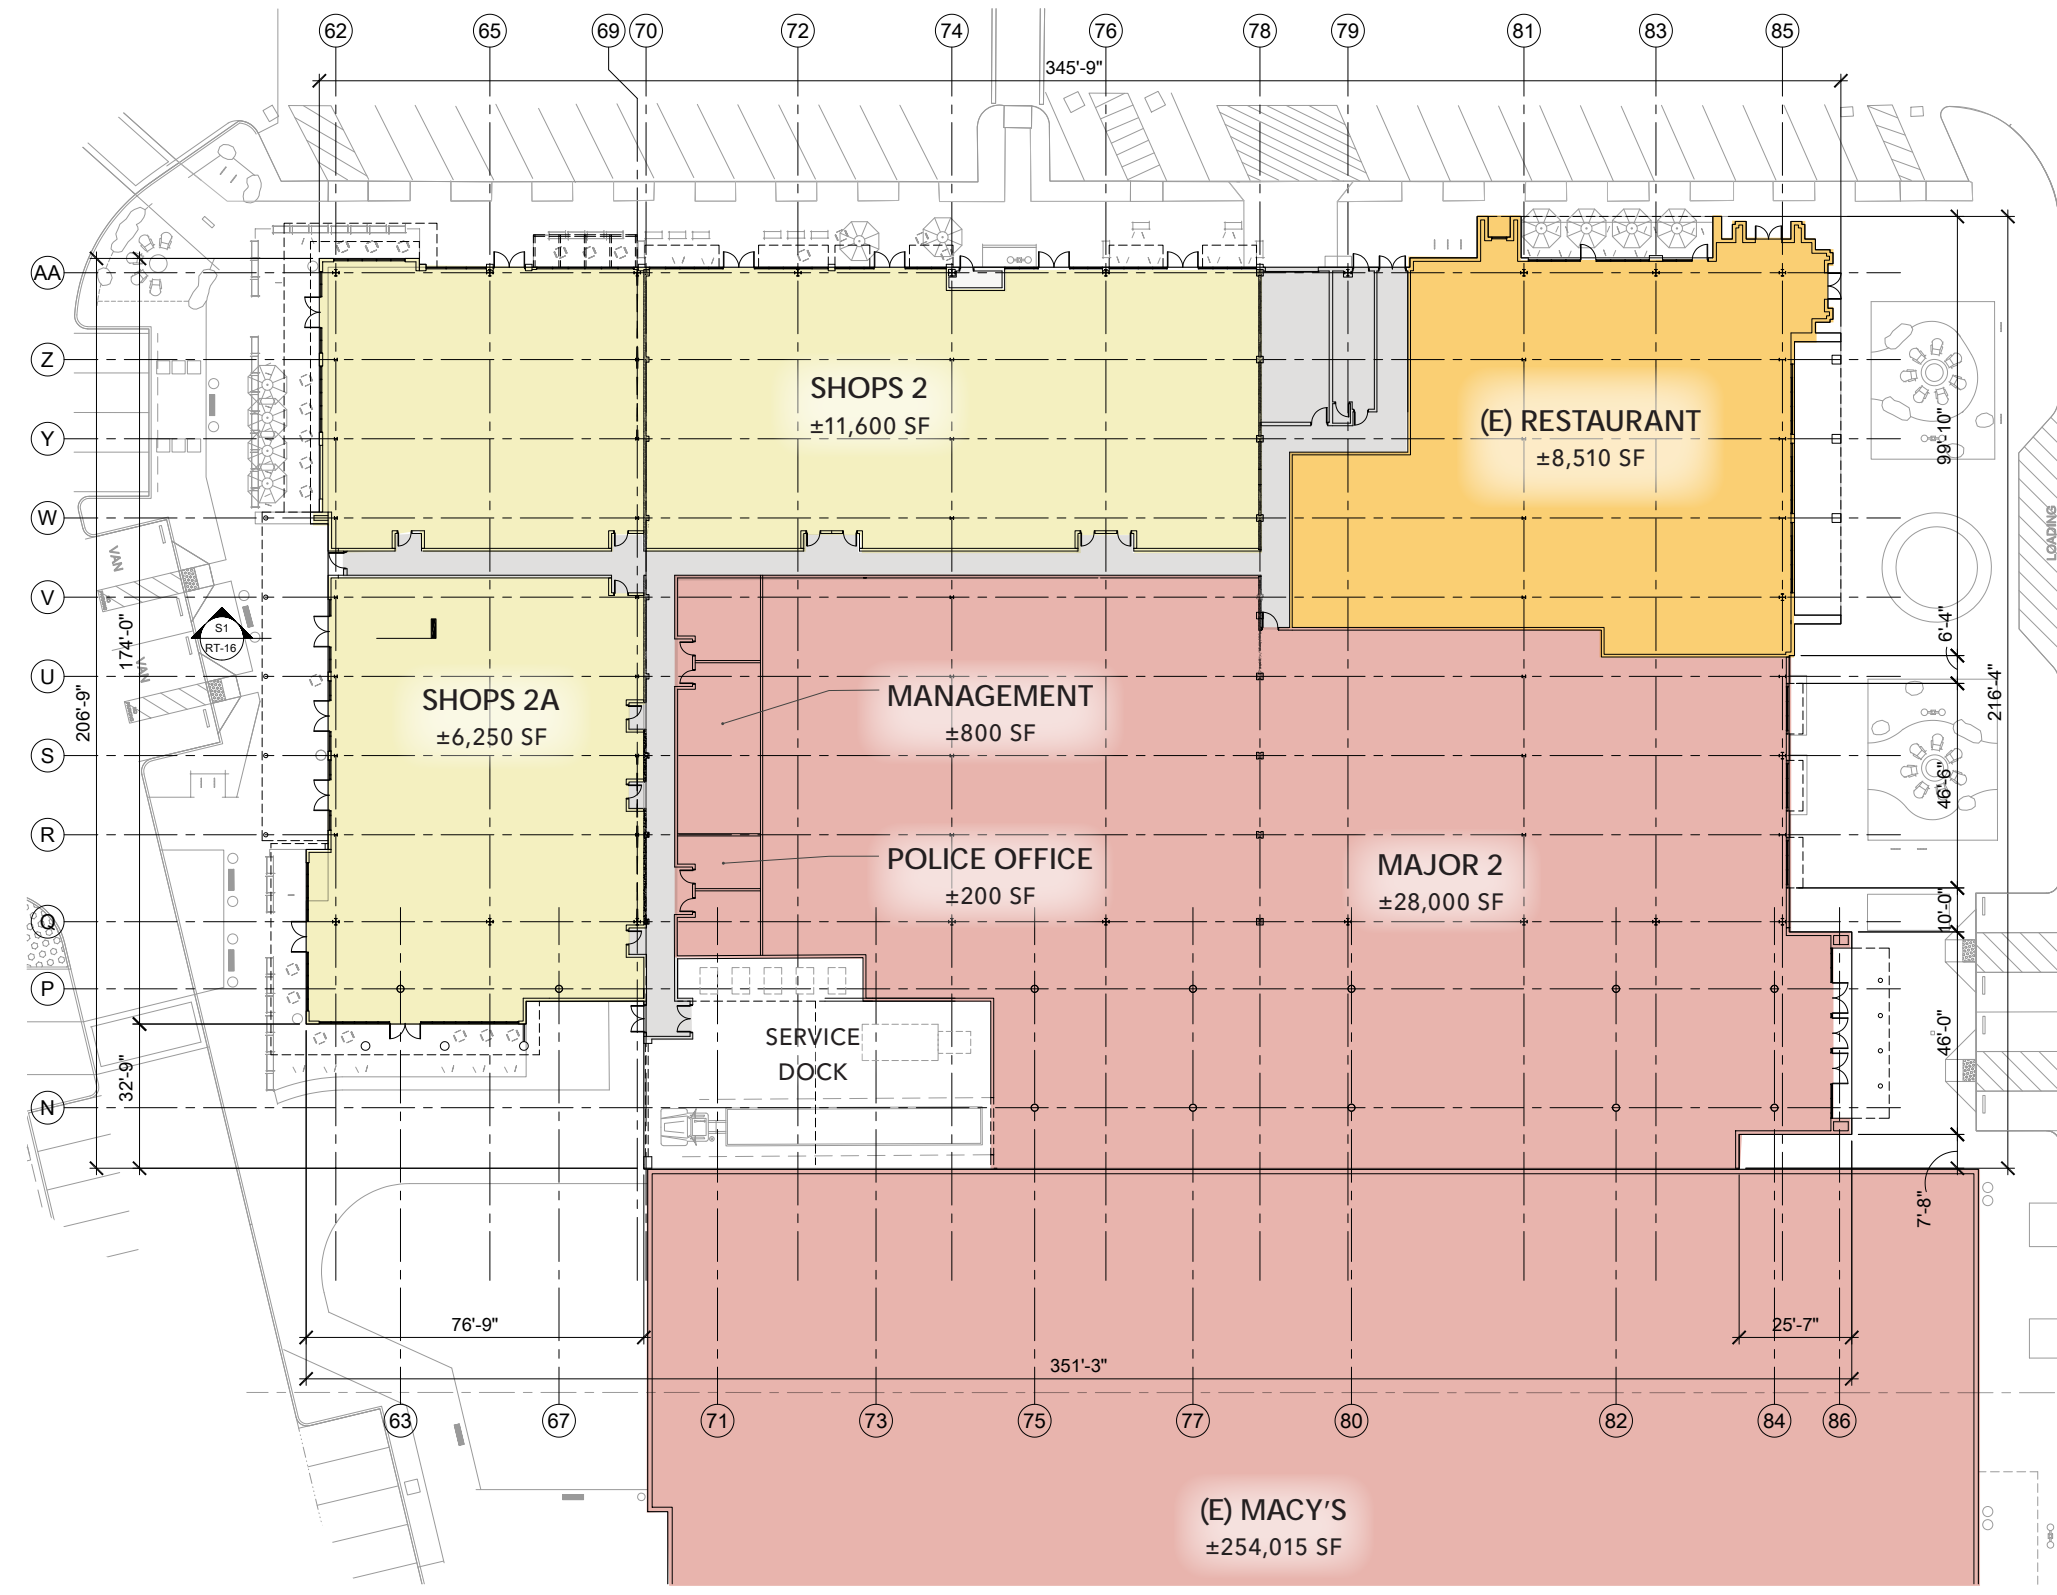 62 65 69 70 72 74 76 78 79 81 83 85
345'-9"
AA
Z
SHOPS 2
±11,600 SF
(E) RESTAURANT
±8,510 SF
99'-10"
Y
W
LOADING
VAN
V
S1
RT-16
174'-0"
VAN
6'-4"
U
206'-9"
216'-4"
SHOPS 2A
±6,250 SF
MANAGEMENT
±800 SF
S
46'-6"
R
POLICE OFFICE
±200 SF
MAJOR 2
±28,000 SF
Q
10'-0"
P
SERVICE
DOCK
46'-0"
32'-9"
N
7'-8"
76'-9"
25'-7"
351'-3"
63 67 71 73 75 77 80 82 84 86
(E) MACY'S
±254,015 SF